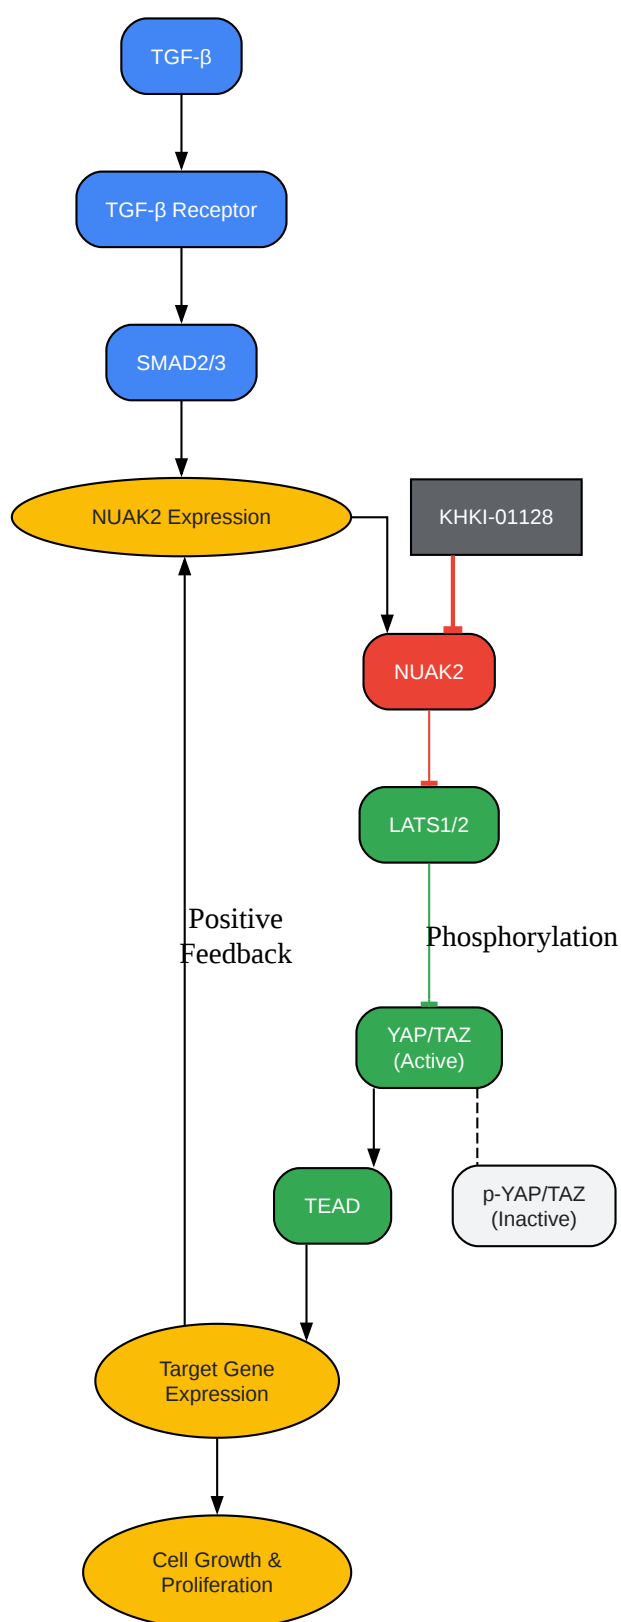 TGF-β
TGF-β Receptor
SMAD2/3
NUAK2 Expression
KHKI-01128
NUAK2
LATS1/2
Positive
Feedback
Phosphorylation
YAP/TAZ
(Active)
TEAD
p-YAP/TAZ
(Inactive)
Target Gene
Expression
Cell Growth &
Proliferation